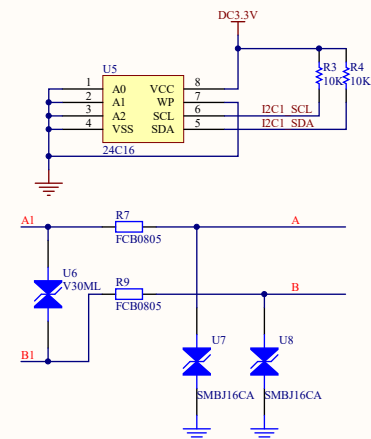 DC3.3V
U5
1 A0 VCC 8
2 A1 WP 7
3 A2 SCL 6
4 VSS SDA 5
24C16
R3 R4
10K 10K
I2C1_SCL
I2C1_SDA
A1 R7 A
FCB0805
U6
V30ML
R9 B
FCB0805
B1
U7 U8
SMBJ16CA SMBJ16CA